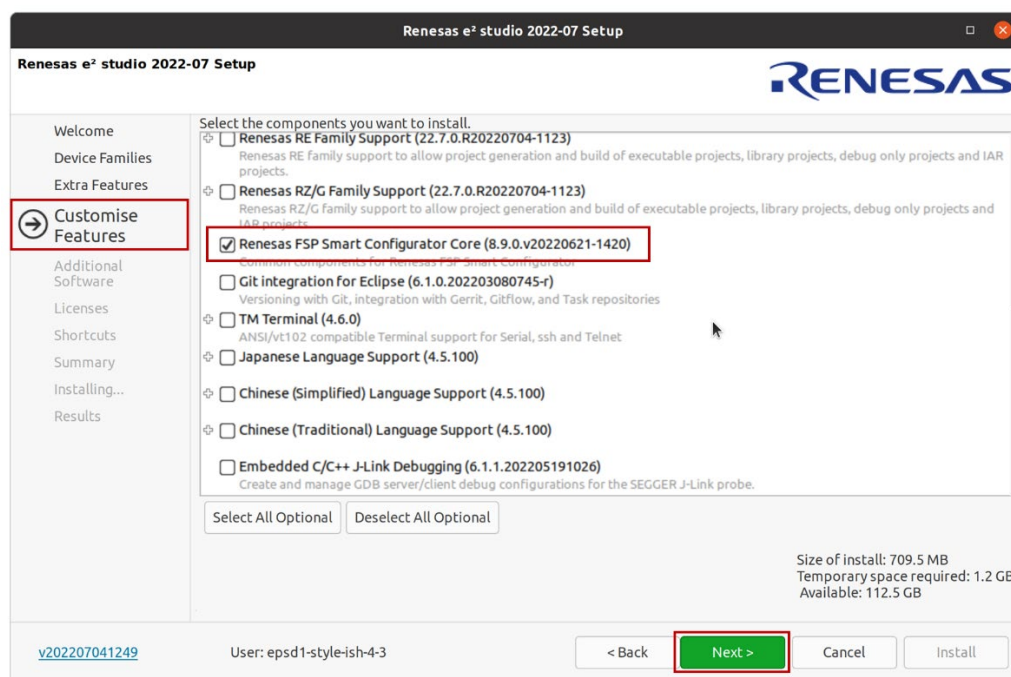 Renesas e² studio 2022-07 Setup
Renesas e² studio 2022-07 Setup
RENESAS
Welcome
Device Families
Extra Features
Customise
Features
Additional
Software
Licenses
Shortcuts
Summary
Installing...
Results
Select the components you want to install.
Renesas RE Family Support (22.7.0.R20220704-1123)
Renesas RE family support to allow project generation and build of executable projects, library projects, debug only projects and IAR
projects.
Renesas RZ/G Family Support (22.7.0.R20220704-1123)
Renesas RZ/G family support to allow project generation and build of executable projects, library projects, debug only projects and
IAR projects
Renesas FSP Smart Configurator Core (8.9.0.v20220621-1420)
Common components for Renesas FSP Smart Configurator
Git integration for Eclipse (6.1.0.202203080745-r)
Versioning with Git, integration with Gerrit, Gitflow, and Task repositories
TM Terminal (4.6.0)
ANSI/vt102 compatible Terminal support for Serial, ssh and Telnet
Japanese Language Support (4.5.100)
Chinese (Simplified) Language Support (4.5.100)
Chinese (Traditional) Language Support (4.5.100)
Embedded C/C++ J-Link Debugging (6.1.1.202205191026)
Create and manage GDB server/client debug configurations for the SEGGER J-Link probe.
Select All Optional
Deselect All Optional
Size of install: 709.5 MB
Temporary space required: 1.2 GB
Available: 112.5 GB
v202207041249
User: epsd1-style-ish-4-3
< Back
Next >
Cancel
Install